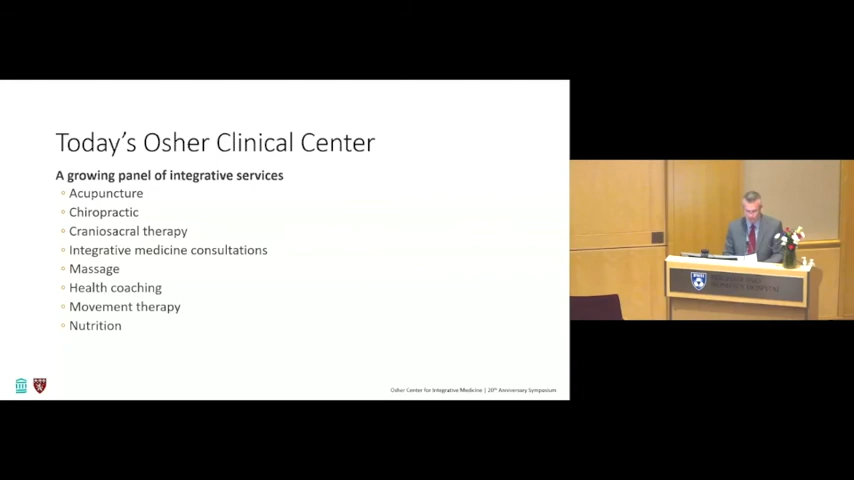 Today's Osher Clinical Center
A growing panel of integrative services
Acupuncture
Chiropractic
Craniosacral therapy
Integrative medicine consultations
Massage
Health coaching
Movement therapy
Nutrition
Osher Center for Integrative Medicine | 20th Anniversary Symposium